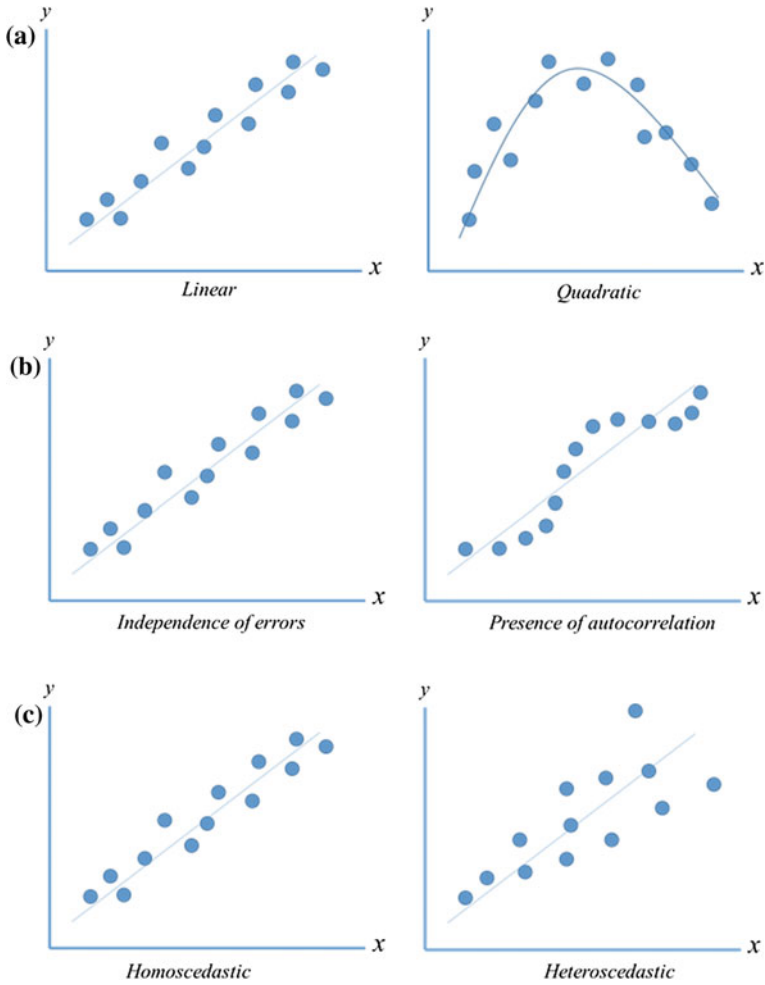 y
y
(a)
x
x
Linear
Quadratic
y
y
(b)
x
x
Independence of errors
Presence of autocorrelation
y
y
(c)
x
x
Homoscedastic
Heteroscedastic